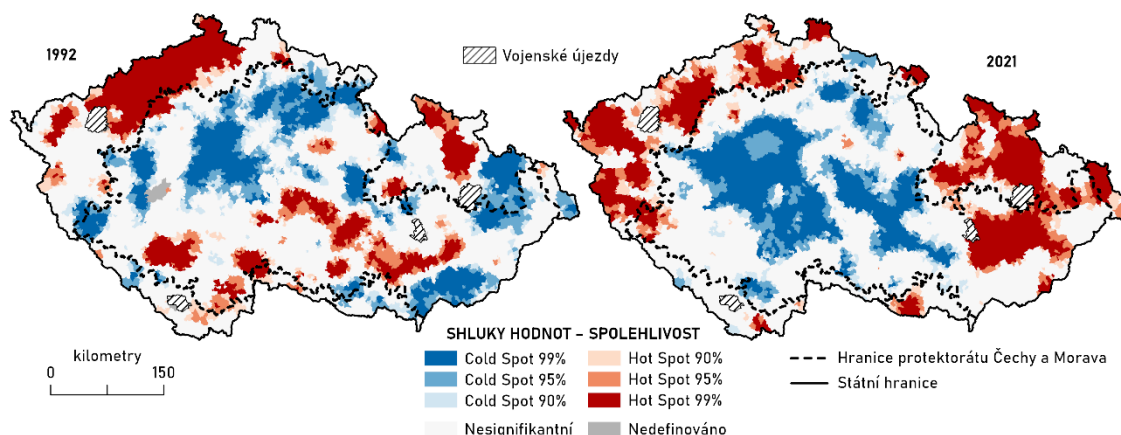 1992
Vojenské újezdy
2021
kilometry
0 150
SHLUKY HODNOT – SPOLEHLIVOST
Cold Spot 99%
Cold Spot 95%
Cold Spot 90%
Nesignifikantní
Hot Spot 90%
Hot Spot 95%
Hot Spot 99%
Nedefinováno
Hranice protektorátu Čechy a Morava
Státní hranice